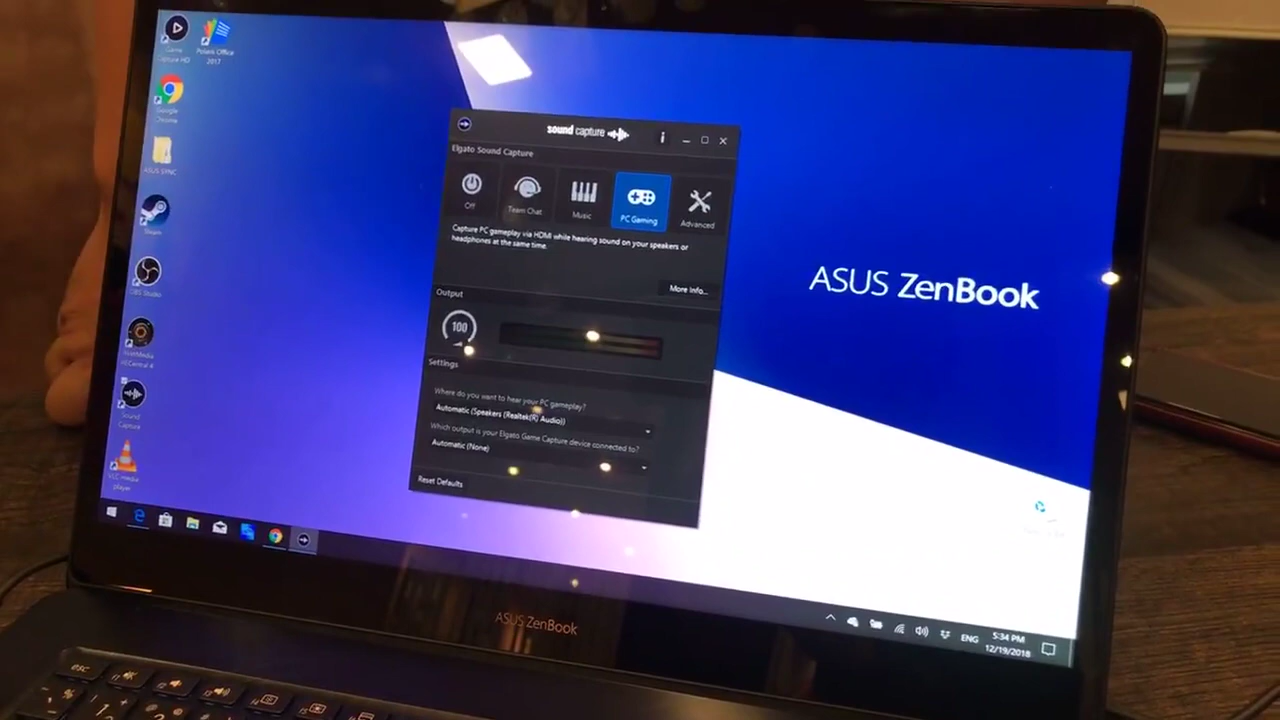 Game
Capture HD
Polaris Office
2017
Google
Chrome
ASUS SYNC
Steam
OBS Studio
Sound
Capture
VLC media
player
sound capture
Elgato Sound Capture
Off
Team Chat
Music
PC Gaming
Advanced
Capture PC gameplay via HDMI while hearing sound on your speakers or
headphones at the same time.
More Info...
Output
100
Settings
Where do you want to hear your PC gameplay?
Automatic (Speakers (Realtek(R) Audio))
Which output is your Elgato Game Capture device connected to?
Automatic (None)
Reset Defaults
ASUS ZenBook
ENG
5:34 PM
12/19/2018
ASUS ZenBook
esc